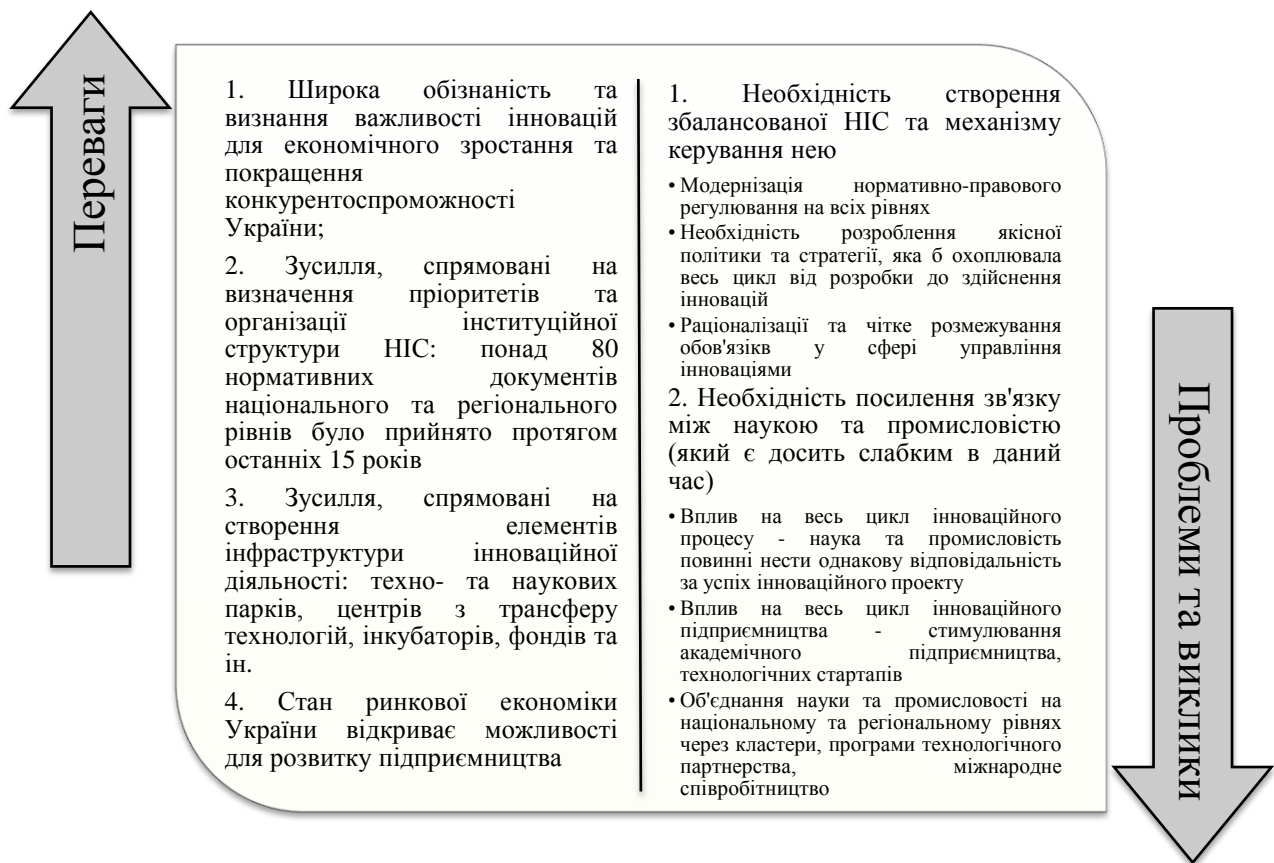 Переваги
1. Широка обізнаність та
визнання важливості інновацій
для економічного зростання та
покращення
конкурентоспроможності
України;
2. Зусилля, спрямовані на
визначення пріоритетів та
організації інституційної
структури НІС: понад 80
нормативних документів
національного та регіонального
рівнів було прийнято протягом
останніх 15 років
3. Зусилля, спрямовані на
створення елементів
інфраструктури інноваційної
діяльності: техно- та наукових
парків, центрів з трансферу
технологій, інкубаторів, фондів та
ін.
4. Стан ринкової економіки
України відкриває можливості
для розвитку підприємництва
1. Необхідність створення
збалансованої НІС та механізму
керування нею
• Модернізація нормативно-правового
регулювання на всіх рівнях
• Необхідність розроблення якісної
політики та стратегії, яка б охоплювала
весь цикл від розробки до здійснення
інновацій
• Раціоналізації та чітке розмежування
обов'язків у сфері управління
інноваціями
2. Необхідність посилення зв'язку
між наукою та промисловістю
(який є досить слабким в даний
час)
• Вплив на весь цикл інноваційного
процесу - наука та промисловість
повинні нести однакову відповідальність
за успіх інноваційного проекту
• Вплив на весь цикл інноваційного
підприємництва - стимулювання
академічного підприємництва,
технологічних стартапів
• Об'єднання науки та промисловості на
національному та регіональному рівнях
через кластери, програми технологічного
партнерства, міжнародне
співробітництво
Проблеми та виклики